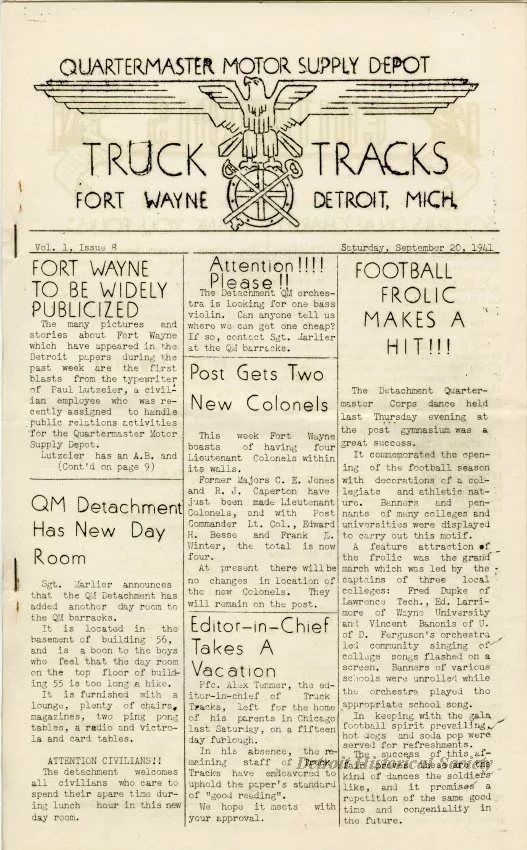 QUARTERMASTER MOTOR SUPPLY DEPOT
TRUCK TRACKS
FORT WAYNE DETROIT, MICH.
Vol. 1, Issue 8
Saturday, September 20, 1941
FORT WAYNE
TO BE WIDELY
PUBLICIZED
The many pictures and
stories about Fort Wayne
which have appeared in the
Detroit papers during the
past week are the first
blasts from the typewriter
of Paul Lutzeier, a civil-
ian employee who was re-
cently assigned to handle
public relations activities
for the Quartermaster Motor
Supply Depot.
Lutzeier has an A.B. and
(Cont'd on page 9)
QM Detachment
Has New Day
Room
Sgt. Marlier announces
that the QM Detachment has
added another day room to
the QM barracks.
It is located in the
basement of building 56,
and is a boon to the boys
who feel that the day room
on the top floor of build-
ing 55 is too long a hike.
It is furnished with a
lounge, plenty of chairs,
magazines, two ping pong
tables, a radio and victro-
la and card tables.
ATTENTION CIVILIANS!!
The detachment welcomes
all civilians who care to
spend their spare time dur-
ing lunch hour in this new
day room.
Attention!!!!
Please!!
The Detachment QM orches-
tra is looking for one bass
violin. Can anyone tell us
where we can get one cheap?
If so, contact Sgt. Marlier
at the QM barracks.
Post Gets Two
New Colonels
This week Fort Wayne
boasts of having four
Lieutenant Colonels within
its walls.
Former Majors C. E. Jones
and R. J. Caperton have
just been made Lieutenant
Colonels, and with Post
Commander Lt. Col., Edward
H. Besse and Frank E.
Winter, the total is now
four.
At present there will be
no changes in location of
the new Colonels. They
will remain on the post.
Editor-in-Chief
Takes A
Vacation
Pfc. Alex Temmer, the ed-
itor-in-chief of Truck
Tracks, left for the home
of his parents in Chicago
last Saturday, on a fifteen
day furlough.
In his absence, the re-
maining staff of Truck
Tracks have endeavored to
uphold the paper's standard
of "good reading".
We hope it meets with
your approval.
FOOTBALL
FROLIC
MAKES A
HIT!!!
The Detachment Quarter-
master Corps dance held
last Thursday evening at
the post gymnasium was a
great success.
It commemorated the open-
ing of the football season
with decorations of a col-
legiate and athletic nat-
ure. Banners and pen-
nants of many colleges and
universities were displayed
to carry out this motif.
A feature attraction of
the frolic was the grand
march which was led by the
captains of three local
colleges: Fred Dupke of
Lawrence Tech., Ed. Larri-
more of Wayne University
and Vincent Banonis of U.
of D. Ferguson's orchestra
led community singing of
college songs flashed on a
screen. Banners of various
schools were unrolled while
the orchestra played the
appropriate school song.
In keeping with the gala
football spirit prevailing,
hot dogs and soda pop were
served for refreshments.
The success of this af-
fair proves these are the
kind of dances the soldiers
like, and it promises a
repetition of the same good
time and congeniality in
the future.
Detroit Historical Society